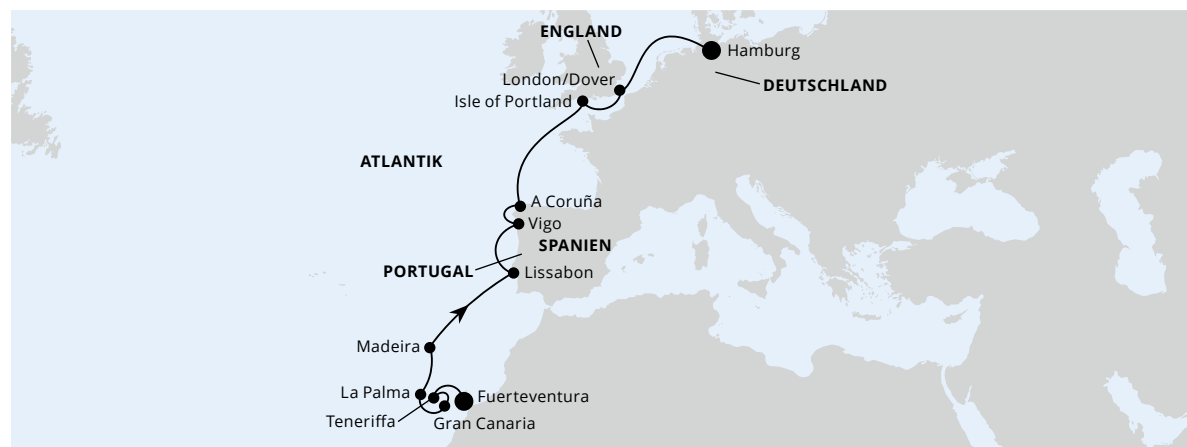 ENGLAND
Hamburg
London/Dover
DEUTSCHLAND
Isle of Portland
ATLANTIK
A Coruña
Vigo
SPANIEN
PORTUGAL
Lissabon
Madeira
La Palma
Fuerteventura
Teneriffa
Gran Canaria